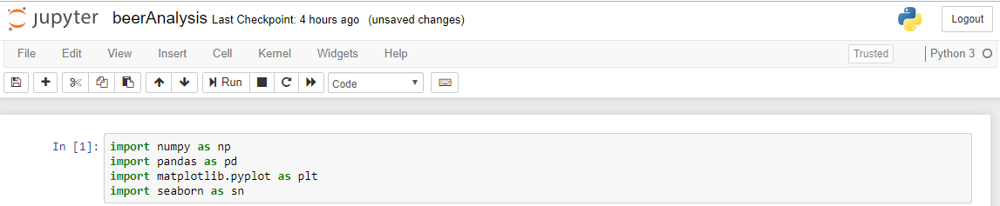 jupyter beerAnalysis Last Checkpoint: 4 hours ago (unsaved changes) Logout
File Edit View Insert Cell Kernel Widgets Help Trusted Python 3
Run Code
In [1]: import numpy as np
import pandas as pd
import matplotlib.pyplot as plt
import seaborn as sn